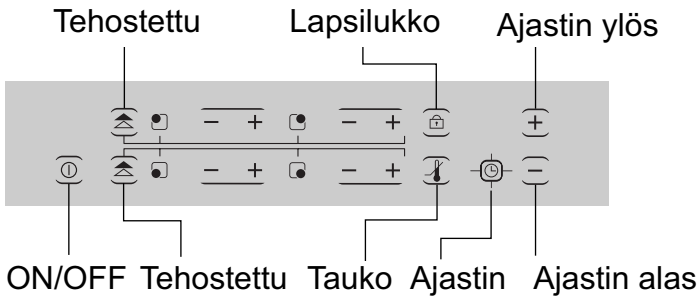 Tehostettu Lapsilukko Ajastin ylös
− + − + +
− + − + −
ON/OFF Tehostettu Tauko Ajastin Ajastin alas